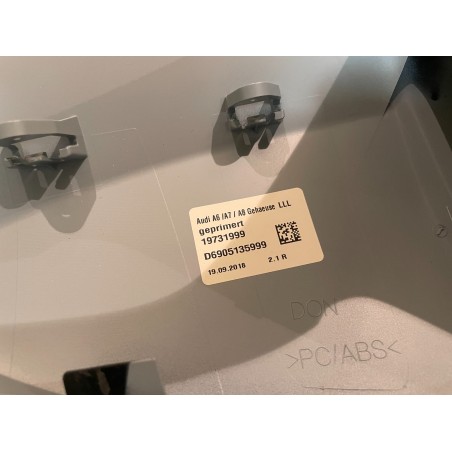 Audi A6 /A7 / A8 Gehaeuse LLL
geprimert
19731999
D6905135999
19.09.2018 2.1 R
DON
>PC/ABS<